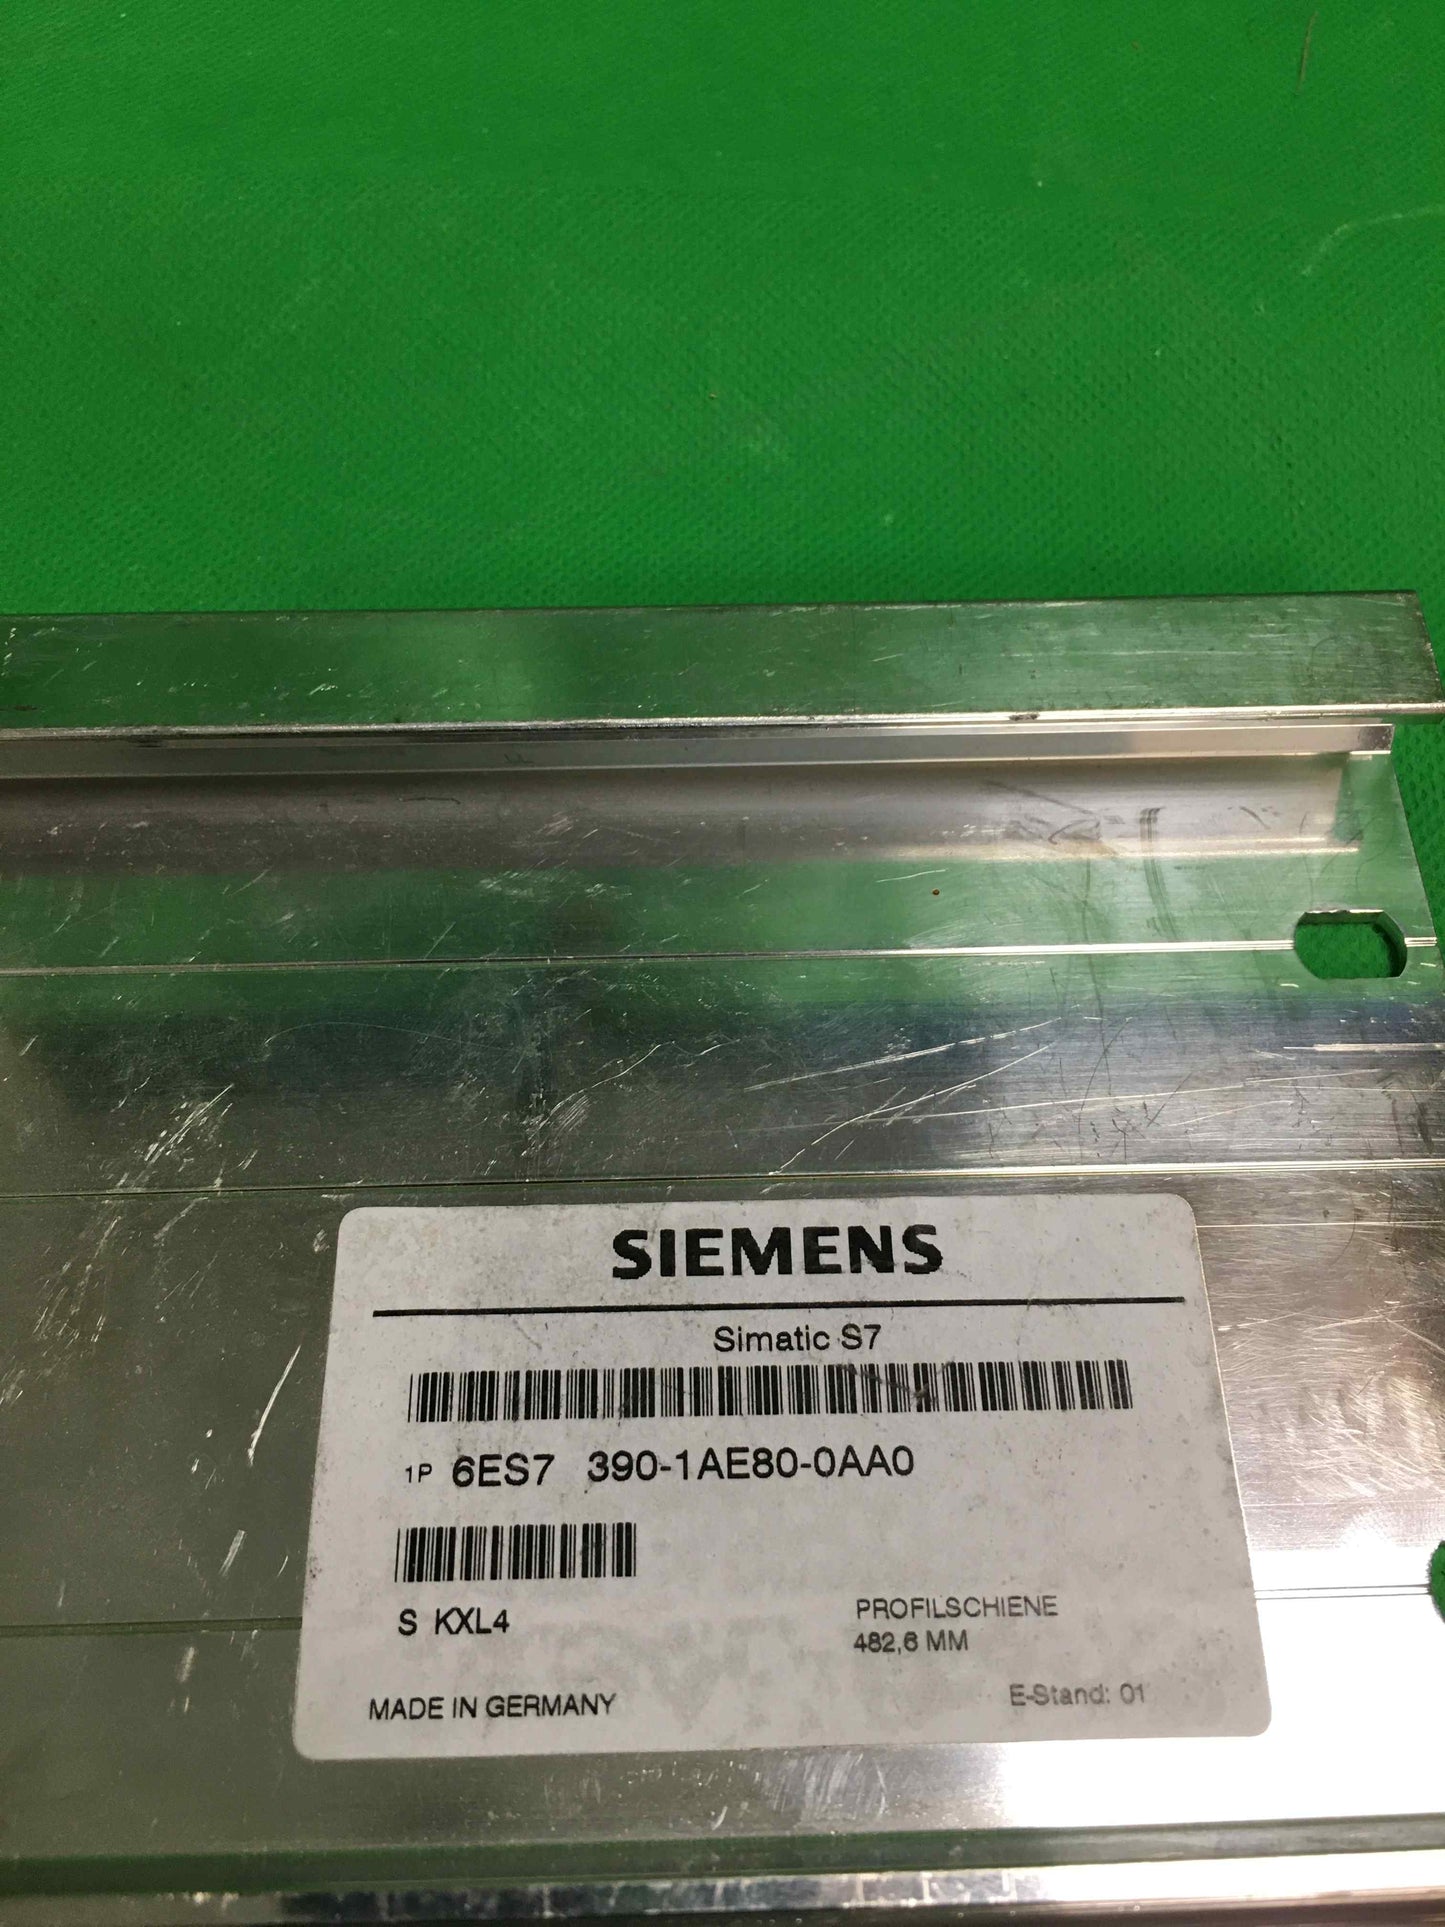 SIEMENS
Simatic S7
1P 6ES7 390-1AE80-0AA0
S KXL4
PROFILSCHIENE
482,6 MM
MADE IN GERMANY
E-Stand: 01